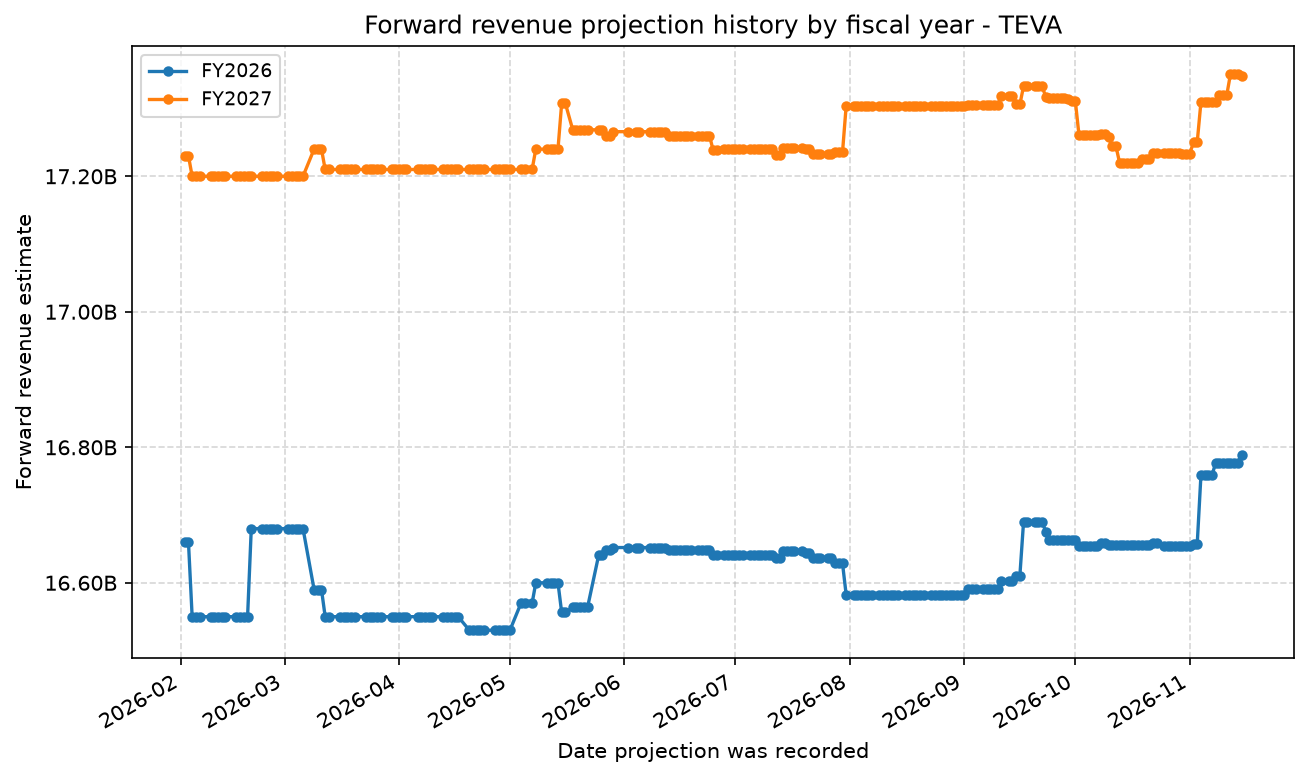 Forward revenue projection history by fiscal year - TEVA
FY2026
FY2027
Forward revenue estimate
17.20B
17.00B
16.80B
16.60B
2026-02
2026-03
2026-04
2026-05
2026-06
2026-07
2026-08
2026-09
2026-10
2026-11
Date projection was recorded